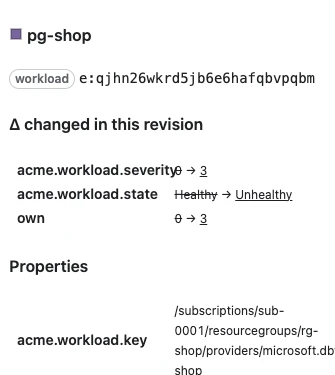 pg-shop
workload e:qjhn26wkrd5jb6e6hafqbvpqbm
Δ changed in this revision
acme.workload.severity 0 → 3
acme.workload.state Healthy → Unhealthy
own 0 → 3
Properties
/subscriptions/sub-
0001/resourcegroups/rg-
acme.workload.key
shop/providers/microsoft.db
shop